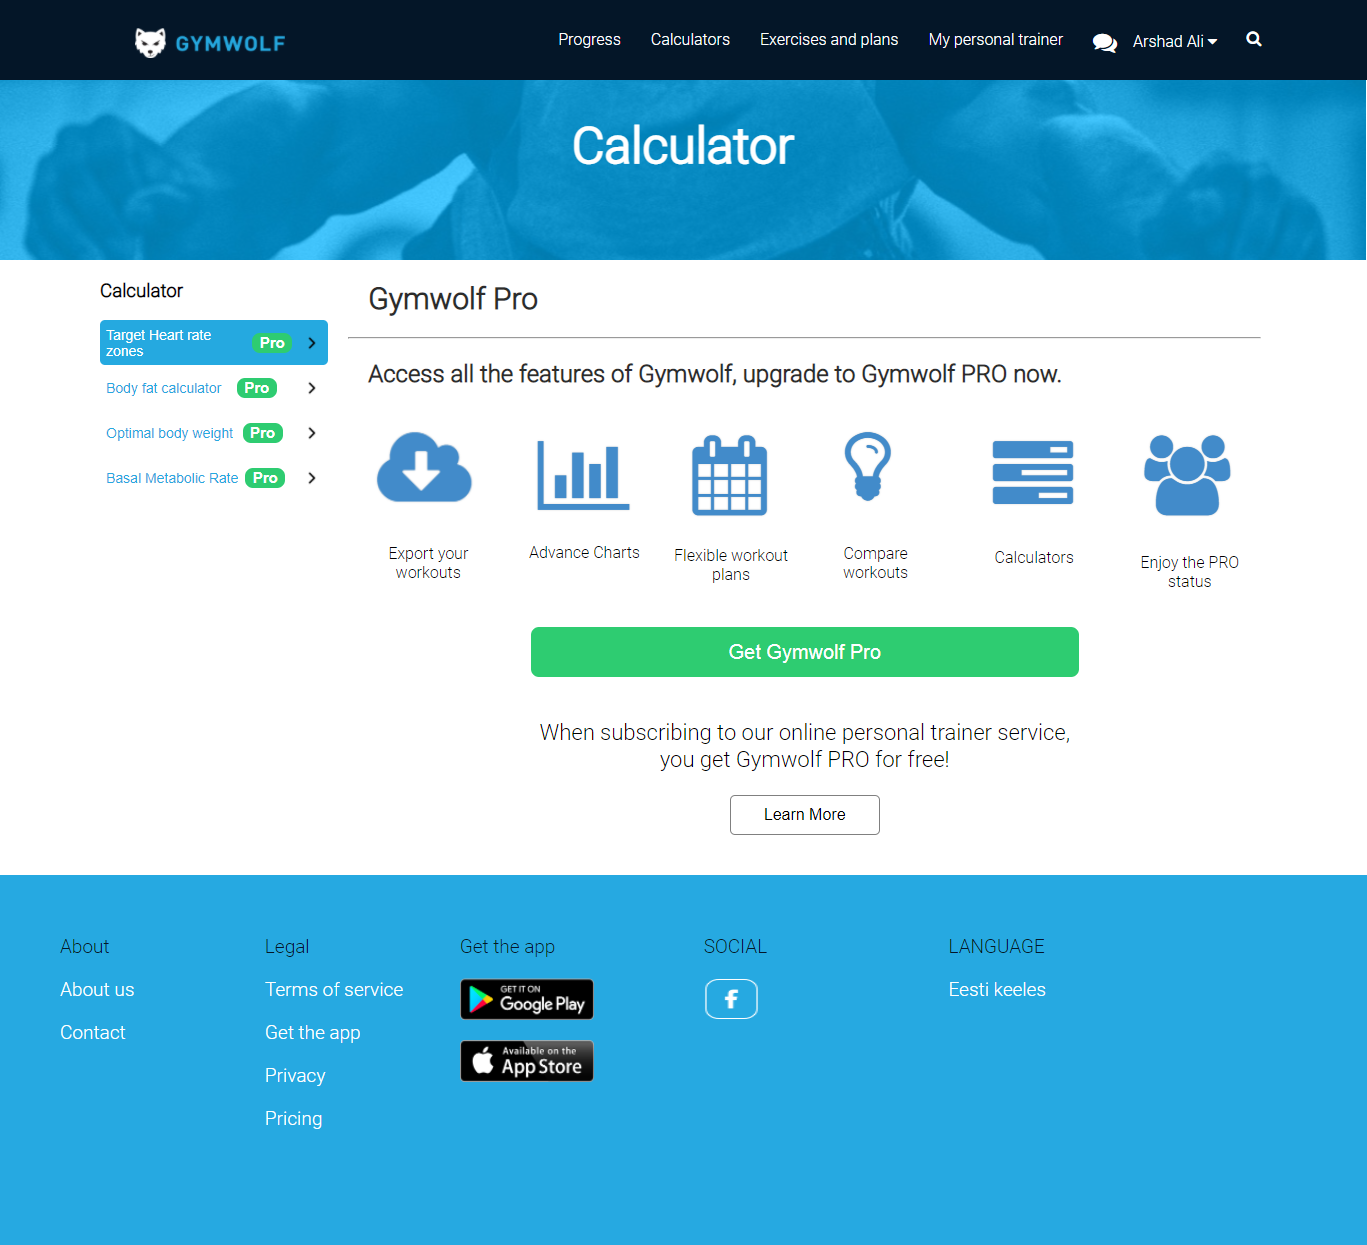 GYMWOLF
Progress
Calculators
Exercises and plans
My personal trainer
Arshad Ali
Calculator
Calculator
Target Heart rate
zones
Pro
Body fat calculator
Pro
Optimal body weight
Pro
Basal Metabolic Rate
Pro
Gymwolf Pro
Access all the features of Gymwolf, upgrade to Gymwolf PRO now.
Export your
workouts
Advance Charts
Flexible workout
plans
Compare
workouts
Calculators
Enjoy the PRO
status
Get Gymwolf Pro
When subscribing to our online personal trainer service,
you get Gymwolf PRO for free!
Learn More
About
About us
Contact
Legal
Terms of service
Get the app
Privacy
Pricing
Get the app
GET IT ON
Google Play
Available on the
App Store
SOCIAL
LANGUAGE
Eesti keeles